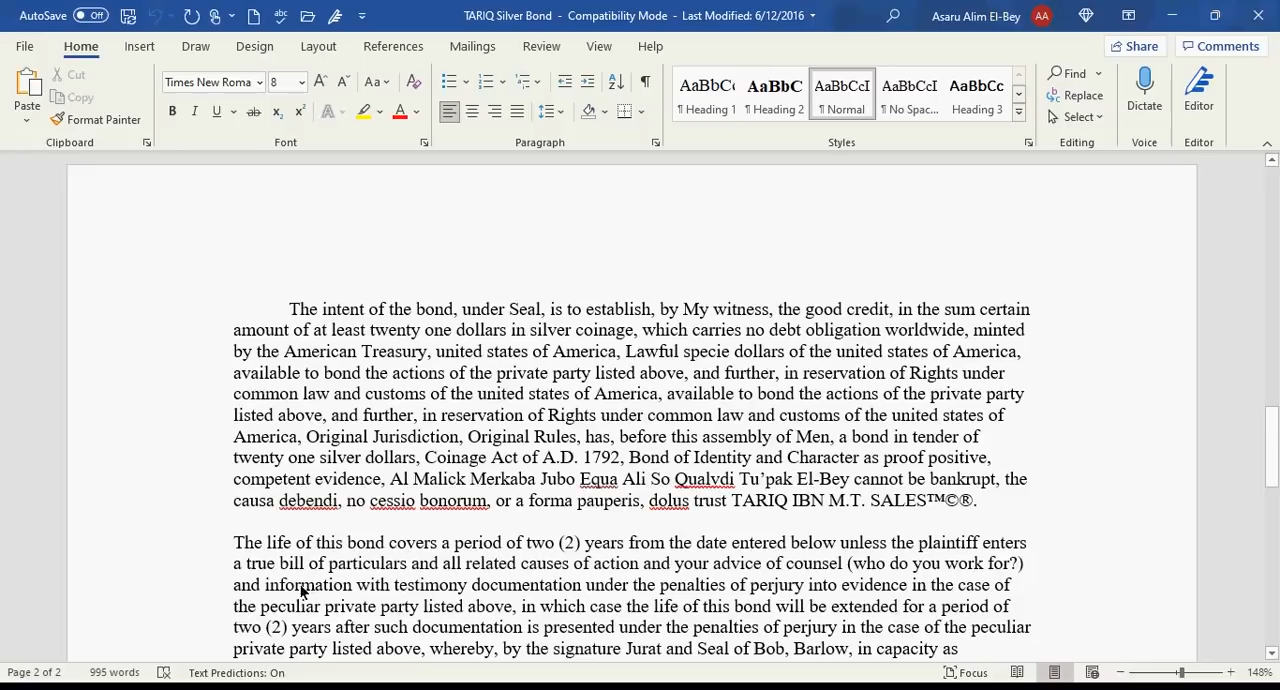 AutoSave Off TARIQ Silver Bond - Compatibility Mode - Last Modified: 6/12/2016 Asaru Alim El-Bey AA
File Home Insert Draw Design Layout References Mailings Review View Help Share Comments
Paste Cut Copy Format Painter
Times New Roma 8
AaBbCc AaBbC AaBbCcI AaBbCcI AaBbCc
¶ Heading 1 ¶ Heading 2 ¶ Normal ¶ No Spac... Heading 3
Find Replace Select
Dictate Editor
Clipboard Font Paragraph Styles Editing Voice Editor
The intent of the bond, under Seal, is to establish, by My witness, the good credit, in the sum certain
amount of at least twenty one dollars in silver coinage, which carries no debt obligation worldwide, minted
by the American Treasury, united states of America, Lawful specie dollars of the united states of America,
available to bond the actions of the private party listed above, and further, in reservation of Rights under
common law and customs of the united states of America, available to bond the actions of the private party
listed above, and further, in reservation of Rights under common law and customs of the united states of
America, Original Jurisdiction, Original Rules, has, before this assembly of Men, a bond in tender of
twenty one silver dollars, Coinage Act of A.D. 1792, Bond of Identity and Character as proof positive,
competent evidence, Al Malick Merkaba Jubo Equa Ali So Qualvdi Tu’pak El-Bey cannot be bankrupt, the
causa debendi, no cessio bonorum, or a forma pauperis, dolus trust TARIQ IBN M.T. SALES™©®.
The life of this bond covers a period of two (2) years from the date entered below unless the plaintiff enters
a true bill of particulars and all related causes of action and your advice of counsel (who do you work for?)
and information with testimony documentation under the penalties of perjury into evidence in the case of
the peculiar private party listed above, in which case the life of this bond will be extended for a period of
two (2) years after such documentation is presented under the penalties of perjury in the case of the peculiar
private party listed above, whereby, by the signature Jurat and Seal of Bob, Barlow, in capacity as
Page 2 of 2 995 words Text Predictions: On Focus 148%